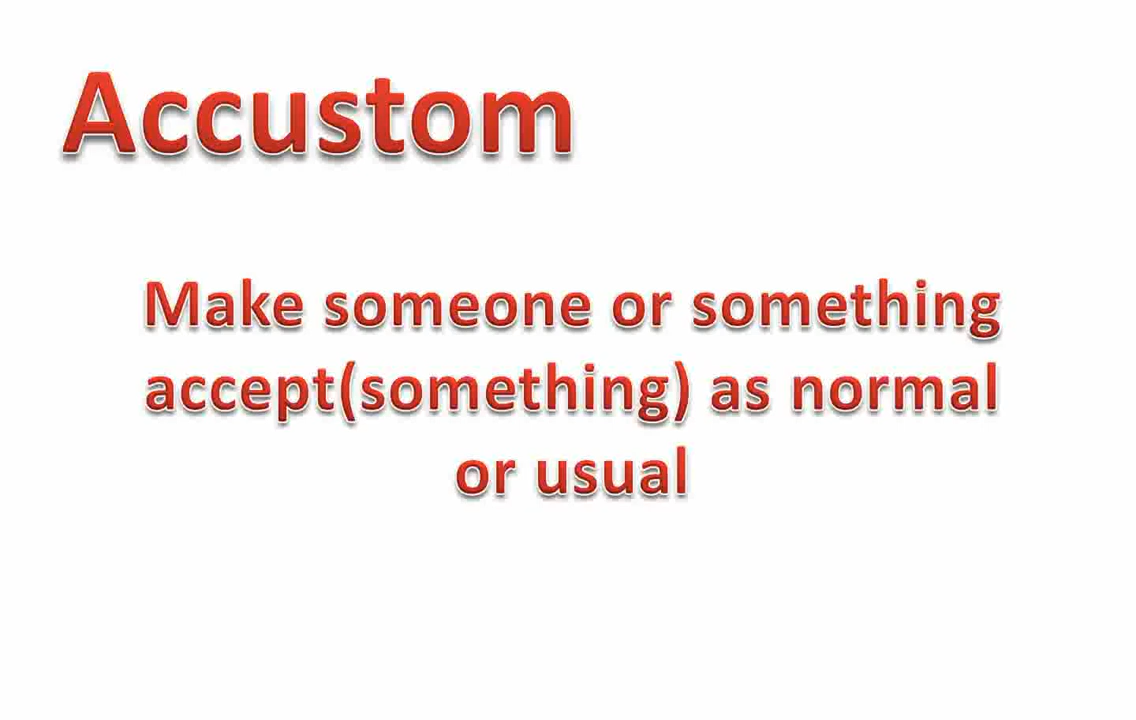 Accustom
Make someone or something
accept(something) as normal
or usual